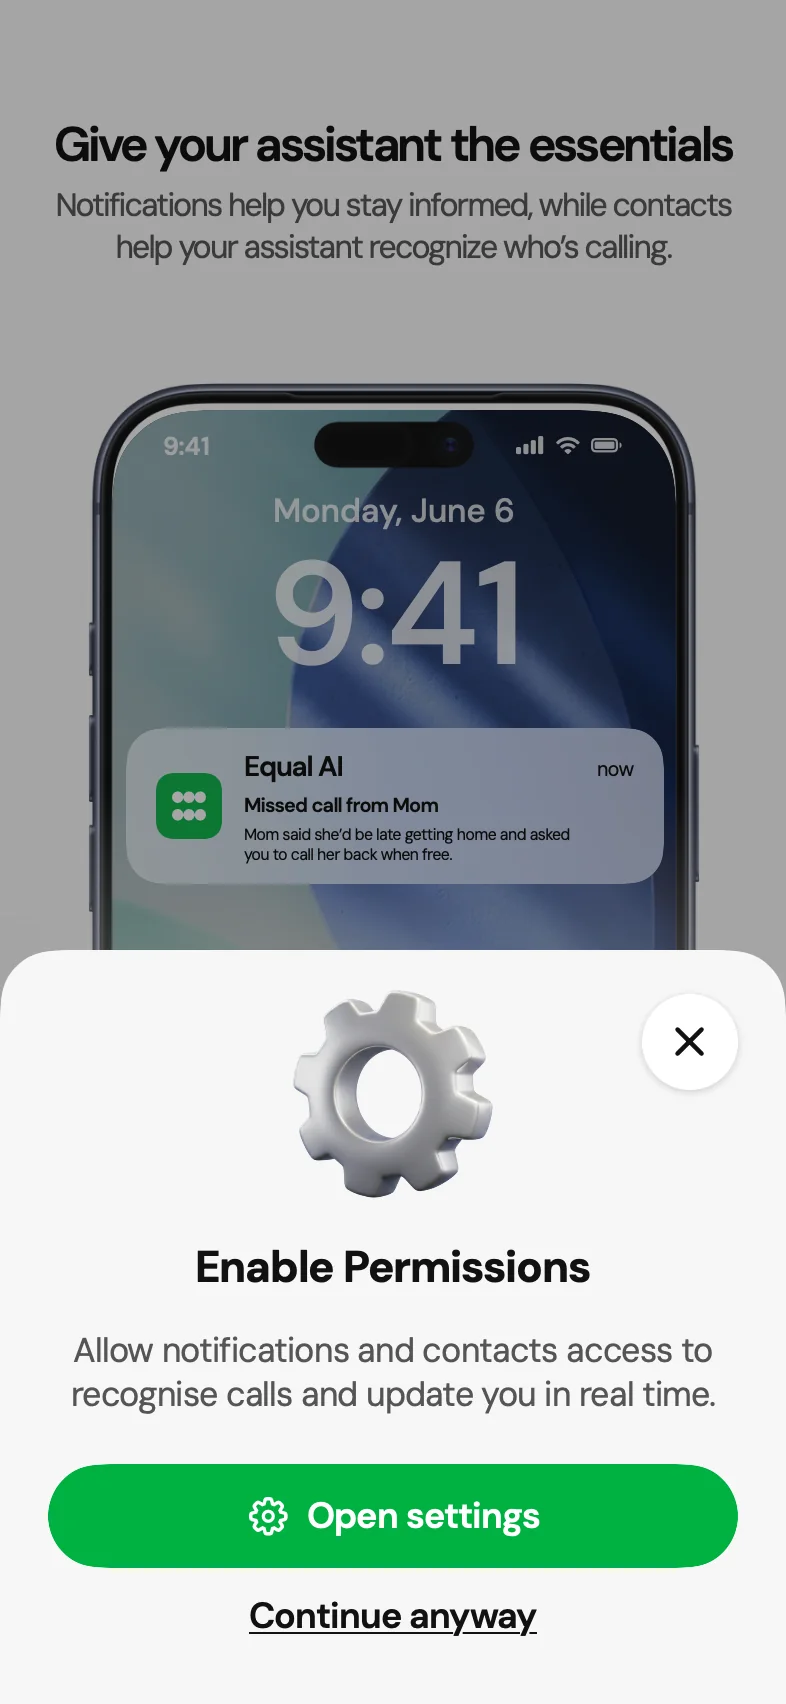 Give your assistant the essentials
Notifications help you stay informed, while contacts
help your assistant recognize who's calling.
9:41
Monday, June 6
9:41
Equal AI
now
Missed call from Mom
Mom said she'd be late getting home and asked
you to call her back when free.
Enable Permissions
Allow notifications and contacts access to
recognise calls and update you in real time.
Open settings
Continue anyway